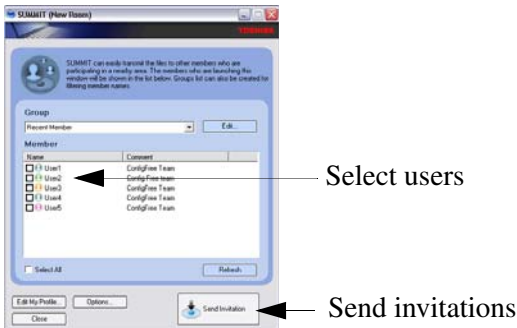 SUMMIT (New Room)
TOSHIBA
SUMMIT can easily transmit the files to other members who are
participating in a nearby area. The members who are launching this
window will be shown in the list below. Groups list can also be created for
filtering member names.
Group
Recent Member
Edit...
Member
Name Comment
User1 ConfigFree Team
User2 ConfigFree team
User3 ConfigFree Team
User4 ConfigFree Team
User5 ConfigFree Team
Select users
Select All
Refresh
Edit My Profile... Options...
Send Invitation
Send invitations
Close